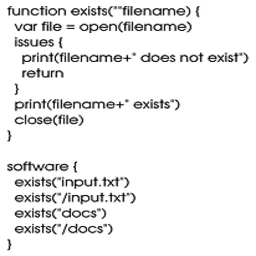 function exists(""filename) {
  var file = open(filename)
  issues {
    print(filename+" does not exist")
    return
  }
  print(filename+" exists")
  close(file)
}

software {
  exists("input.txt")
  exists("/input.txt")
  exists("docs")
  exists("/docs")
}